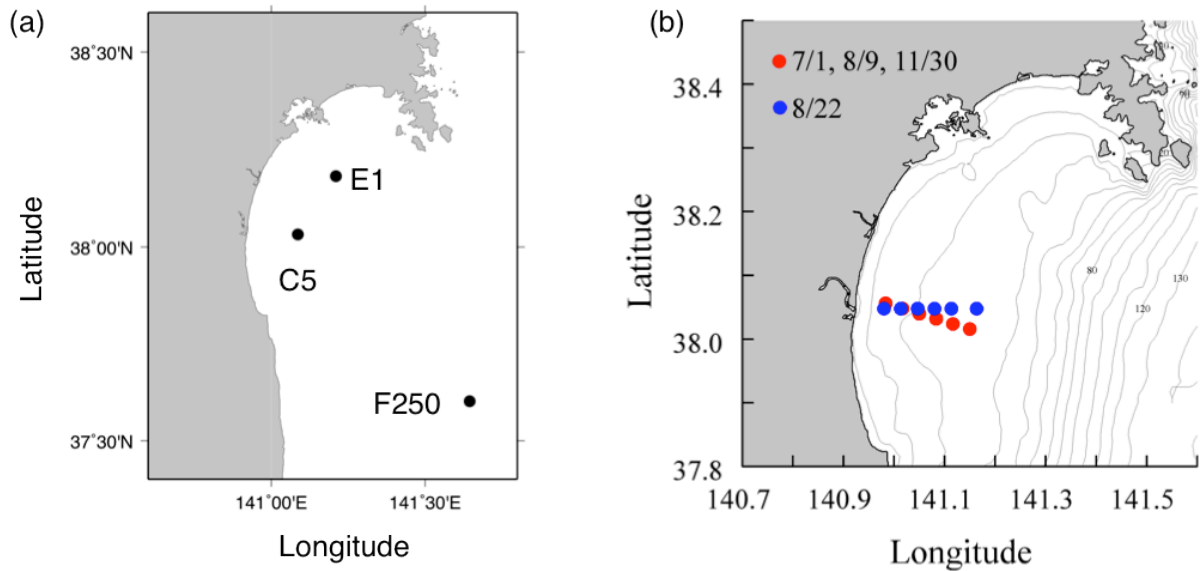 (a)
38°30'N
38°00'N
37°30'N
141°00'E
141°30'E
Latitude
Longitude
E1
C5
F250
(b)
7/1, 8/9, 11/30
8/22
38.4
38.2
38.0
37.8
140.7
140.9
141.1
141.3
141.5
Latitude
Longitude
80
120
130